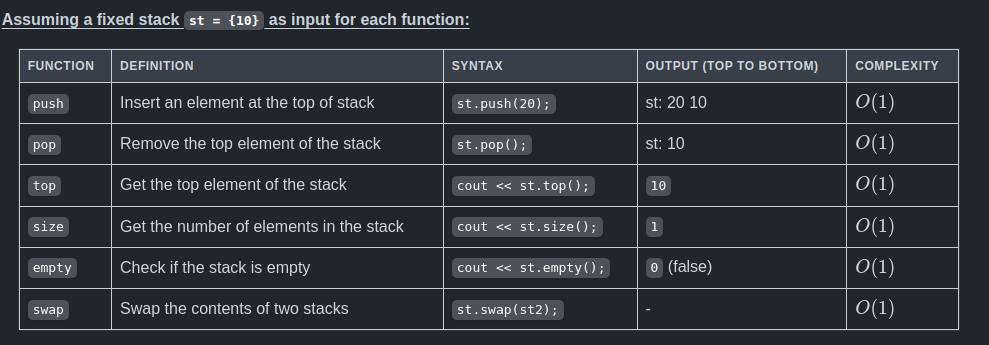 Assuming a fixed stack st = {10} as input for each function:
FUNCTION DEFINITION SYNTAX OUTPUT (TOP TO BOTTOM) COMPLEXITY
push Insert an element at the top of stack st.push(20); st: 20 10 O(1)
pop Remove the top element of the stack st.pop(); st: 10 O(1)
top Get the top element of the stack cout << st.top(); 10 O(1)
size Get the number of elements in the stack cout << st.size(); 1 O(1)
empty Check if the stack is empty cout << st.empty(); 0 (false) O(1)
swap Swap the contents of two stacks st.swap(st2); - O(1)